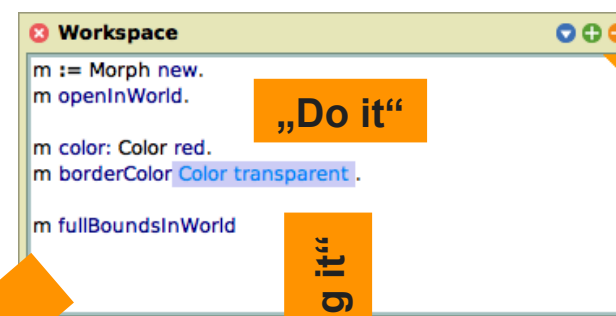 Workspace
m := Morph new.
m openInWorld.
„Do it“
m color: Color red.
m borderColor Color transparent .
m fullBoundsInWorld
g it“